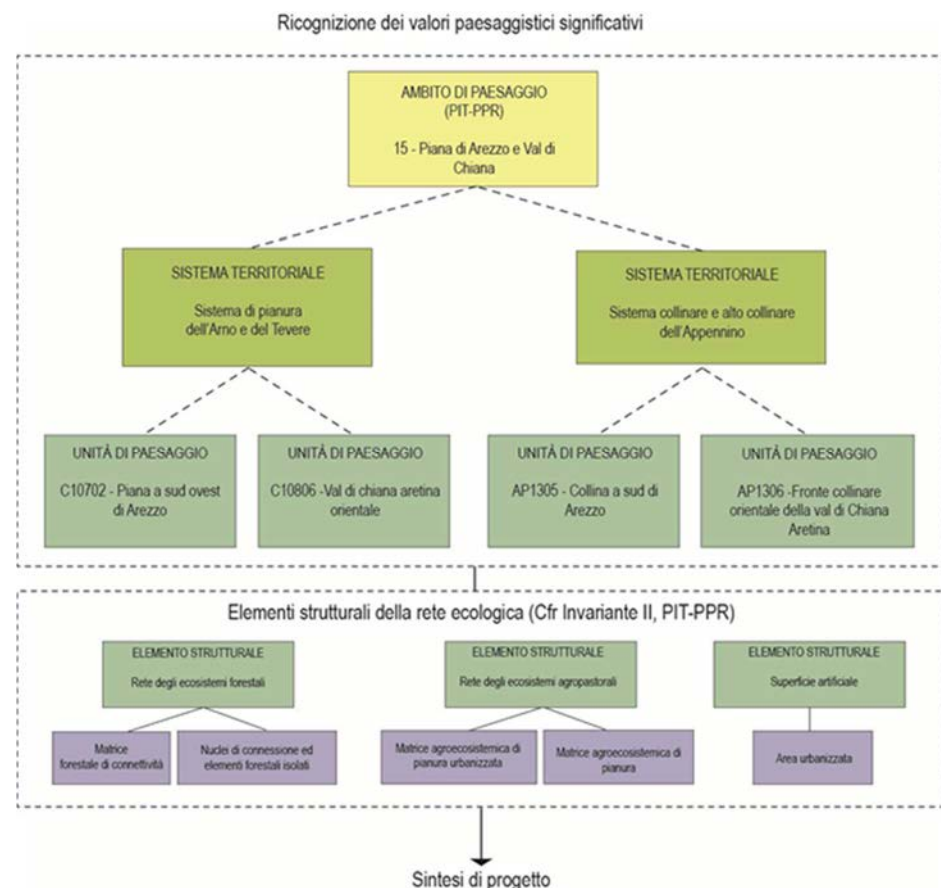 Ricognizione dei valori paesaggistici significativi
AMBITO DI PAESAGGIO
(PIT-PPR)
15 - Piana di Arezzo e Val di
Chiana
SISTEMA TERRITORIALE
Sistema di pianura
dell'Arno e del Tevere
SISTEMA TERRITORIALE
Sistema collinare e alto collinare
dell'Appennino
UNITÀ DI PAESAGGIO
C10702 - Piana a sud ovest
di Arezzo
UNITÀ DI PAESAGGIO
C10806 -Val di chiana aretina
orientale
UNITÀ DI PAESAGGIO
AP1305 - Collina a sud di
Arezzo
UNITÀ DI PAESAGGIO
AP1306 -Fronte collinare
orientale della val di Chiana
Aretina
Elementi strutturali della rete ecologica (Cfr Invariante II, PIT-PPR)
ELEMENTO STRUTTURALE
Rete degli ecosistemi forestali
ELEMENTO STRUTTURALE
Rete degli ecosistemi agropastorali
ELEMENTO STRUTTURALE
Superficie artificiale
Matrice
forestale di connettività
Nuclei di connessione ed
elementi forestali isolati
Matrice agroecosistemica di
pianura urbanizzata
Matrice agroecosistemica di
pianura
Area urbanizzata
Sintesi di progetto